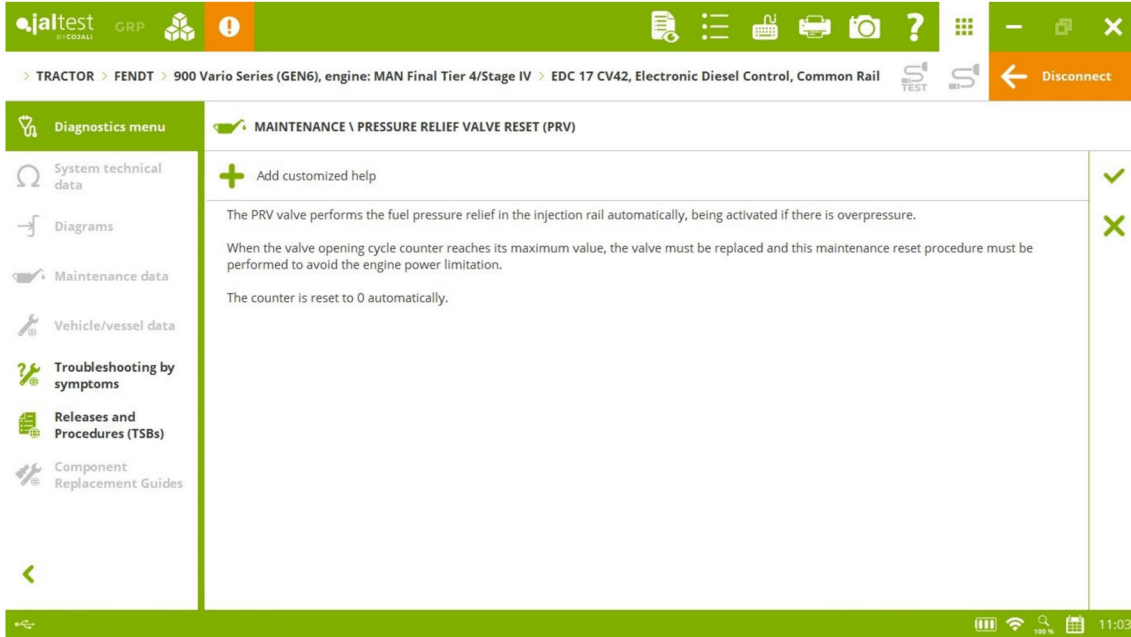 jaltest GRP
BY COJALI
?
> TRACTOR > FENDT > 900 Vario Series (GEN6), engine: MAN Final Tier 4/Stage IV > EDC 17 CV42, Electronic Diesel Control, Common Rail
TEST
Disconnect
Diagnostics menu
MAINTENANCE \ PRESSURE RELIEF VALVE RESET (PRV)
System technical
data
Diagrams
Maintenance data
Vehicle/vessel data
Troubleshooting by
symptoms
Releases and
Procedures (TSBs)
Component
Replacement Guides
Add customized help
The PRV valve performs the fuel pressure relief in the injection rail automatically, being activated if there is overpressure.
When the valve opening cycle counter reaches its maximum value, the valve must be replaced and this maintenance reset procedure must be
performed to avoid the engine power limitation.
The counter is reset to 0 automatically.
100 %
11:03